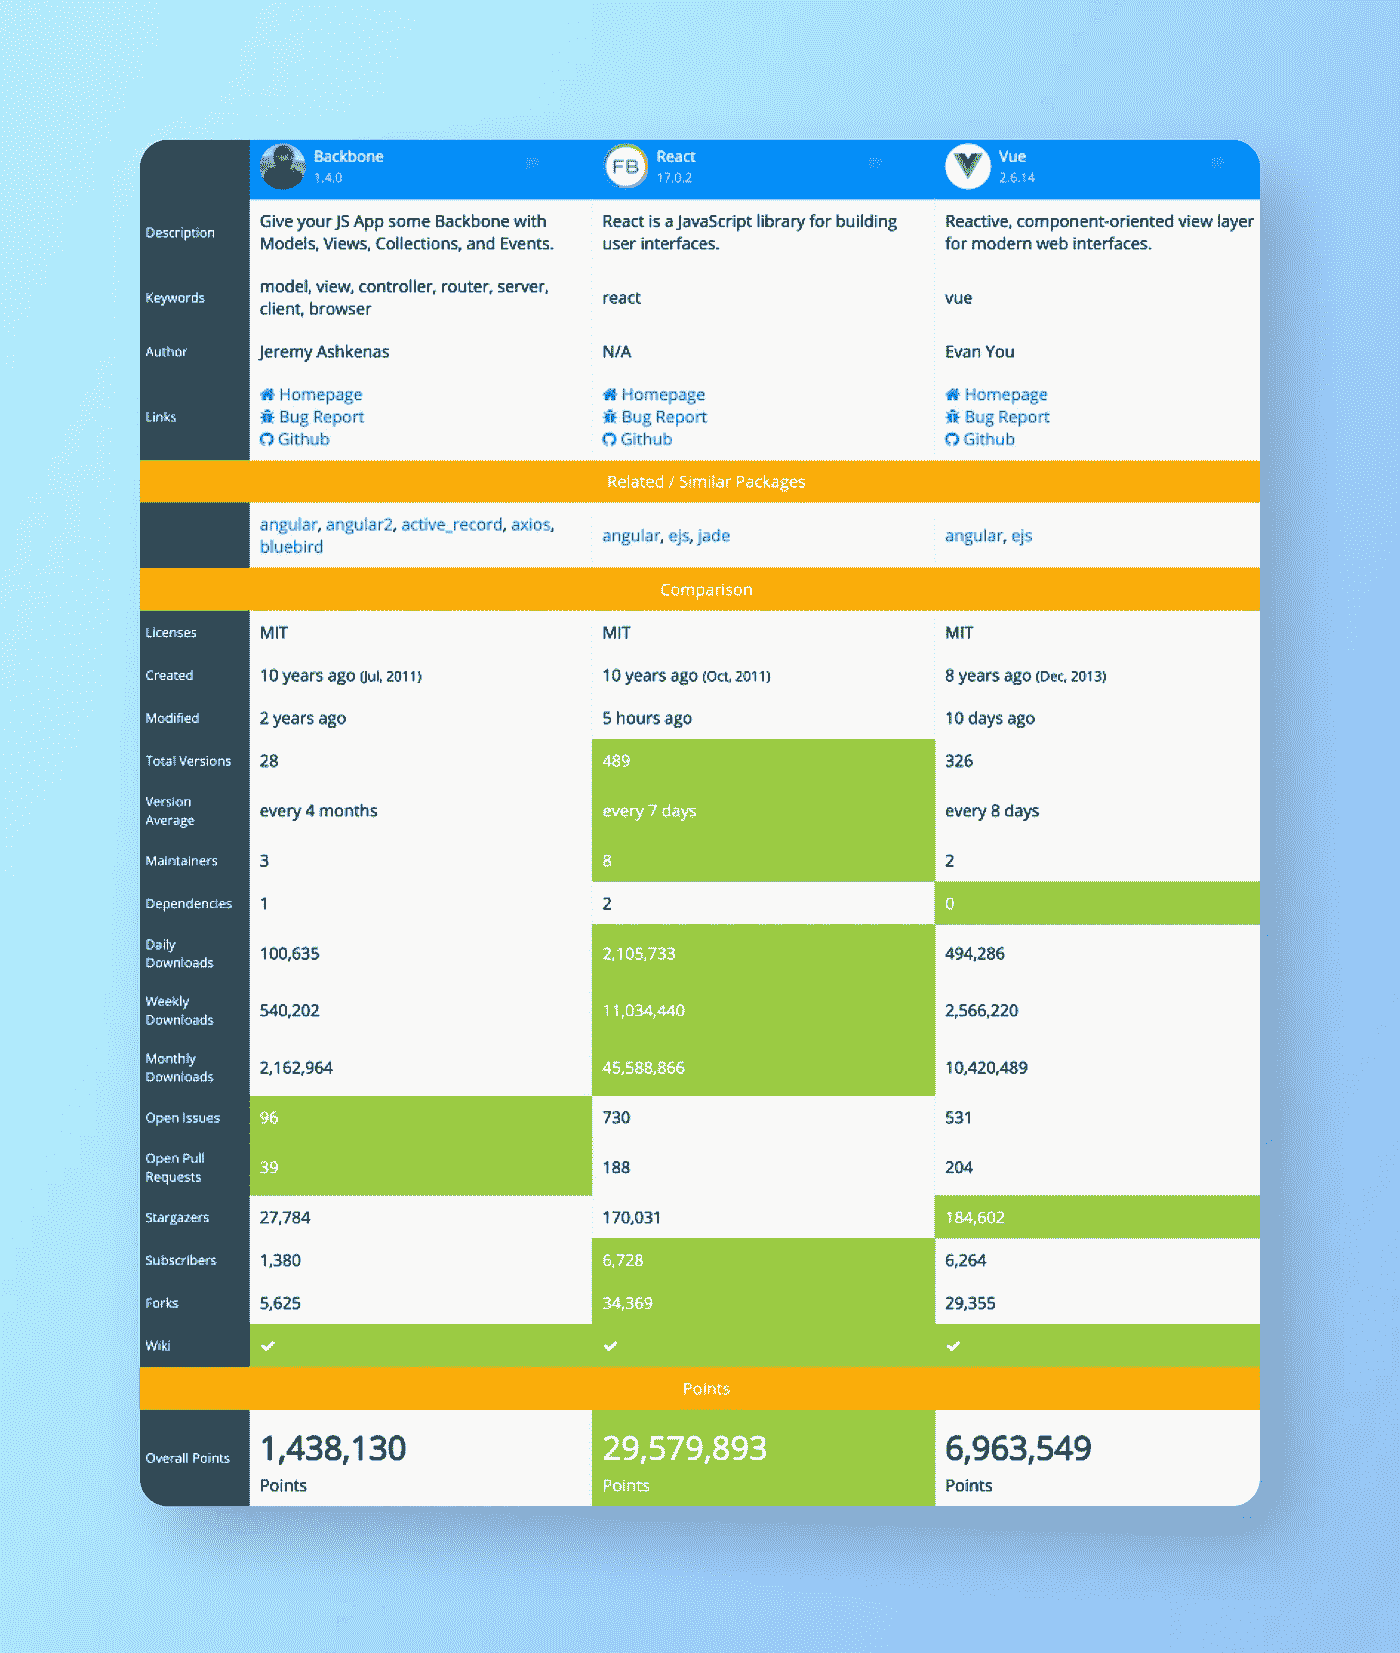 Backbone
1.4.0
FB
React
17.0.2
Vue
2.6.14
Description
Give your JS App some Backbone with
Models, Views, Collections, and Events.
React is a JavaScript library for building
user interfaces.
Reactive, component-oriented view layer
for modern web interfaces.
Keywords
model, view, controller, router, server,
client, browser
react
vue
Author
Jeremy Ashkenas
N/A
Evan You
Links
Homepage
Bug Report
Github
Homepage
Bug Report
Github
Homepage
Bug Report
Github
Related / Similar Packages
angular, angular2, active_record, axios,
bluebird
angular, ejs, jade
angular, ejs
Comparison
Licenses
MIT
MIT
MIT
Created
10 years ago (Jul, 2011)
10 years ago (Oct, 2011)
8 years ago (Dec, 2013)
Modified
2 years ago
5 hours ago
10 days ago
Total Versions
28
489
326
Version
Average
every 4 months
every 7 days
every 8 days
Maintainers
3
8
2
Dependencies
1
2
0
Daily
Downloads
100,635
2,105,733
494,286
Weekly
Downloads
540,202
11,034,440
2,566,220
Monthly
Downloads
2,162,964
45,588,866
10,420,489
Open Issues
96
730
531
Open Pull
Requests
39
188
204
Stargazers
27,784
170,031
184,602
Subscribers
1,380
6,728
6,264
Forks
5,625
34,369
29,355
Wiki
Points
Overall Points
1,438,130
Points
29,579,893
Points
6,963,549
Points